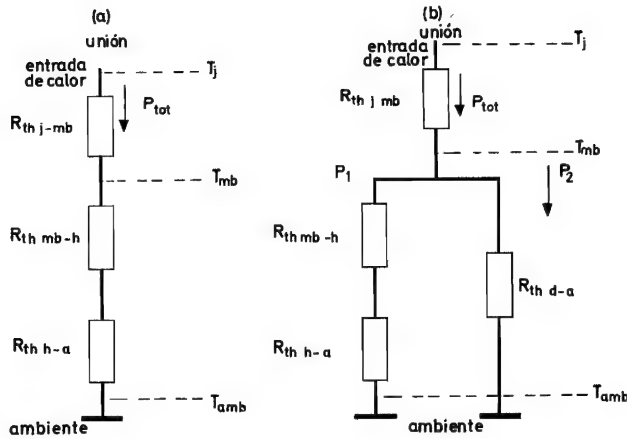 (a)
unión
entrada
de calor
Tj
Ptot
Rth j-mb
Tmb
Rth mb-h
Rth h-a
Tamb
ambiente
(b)
unión
entrada
de calor
Tj
Rth j mb
Ptot
Tmb
P1
P2
Rth mb-h
Rth d-a
Rth h-a
Tamb
ambiente